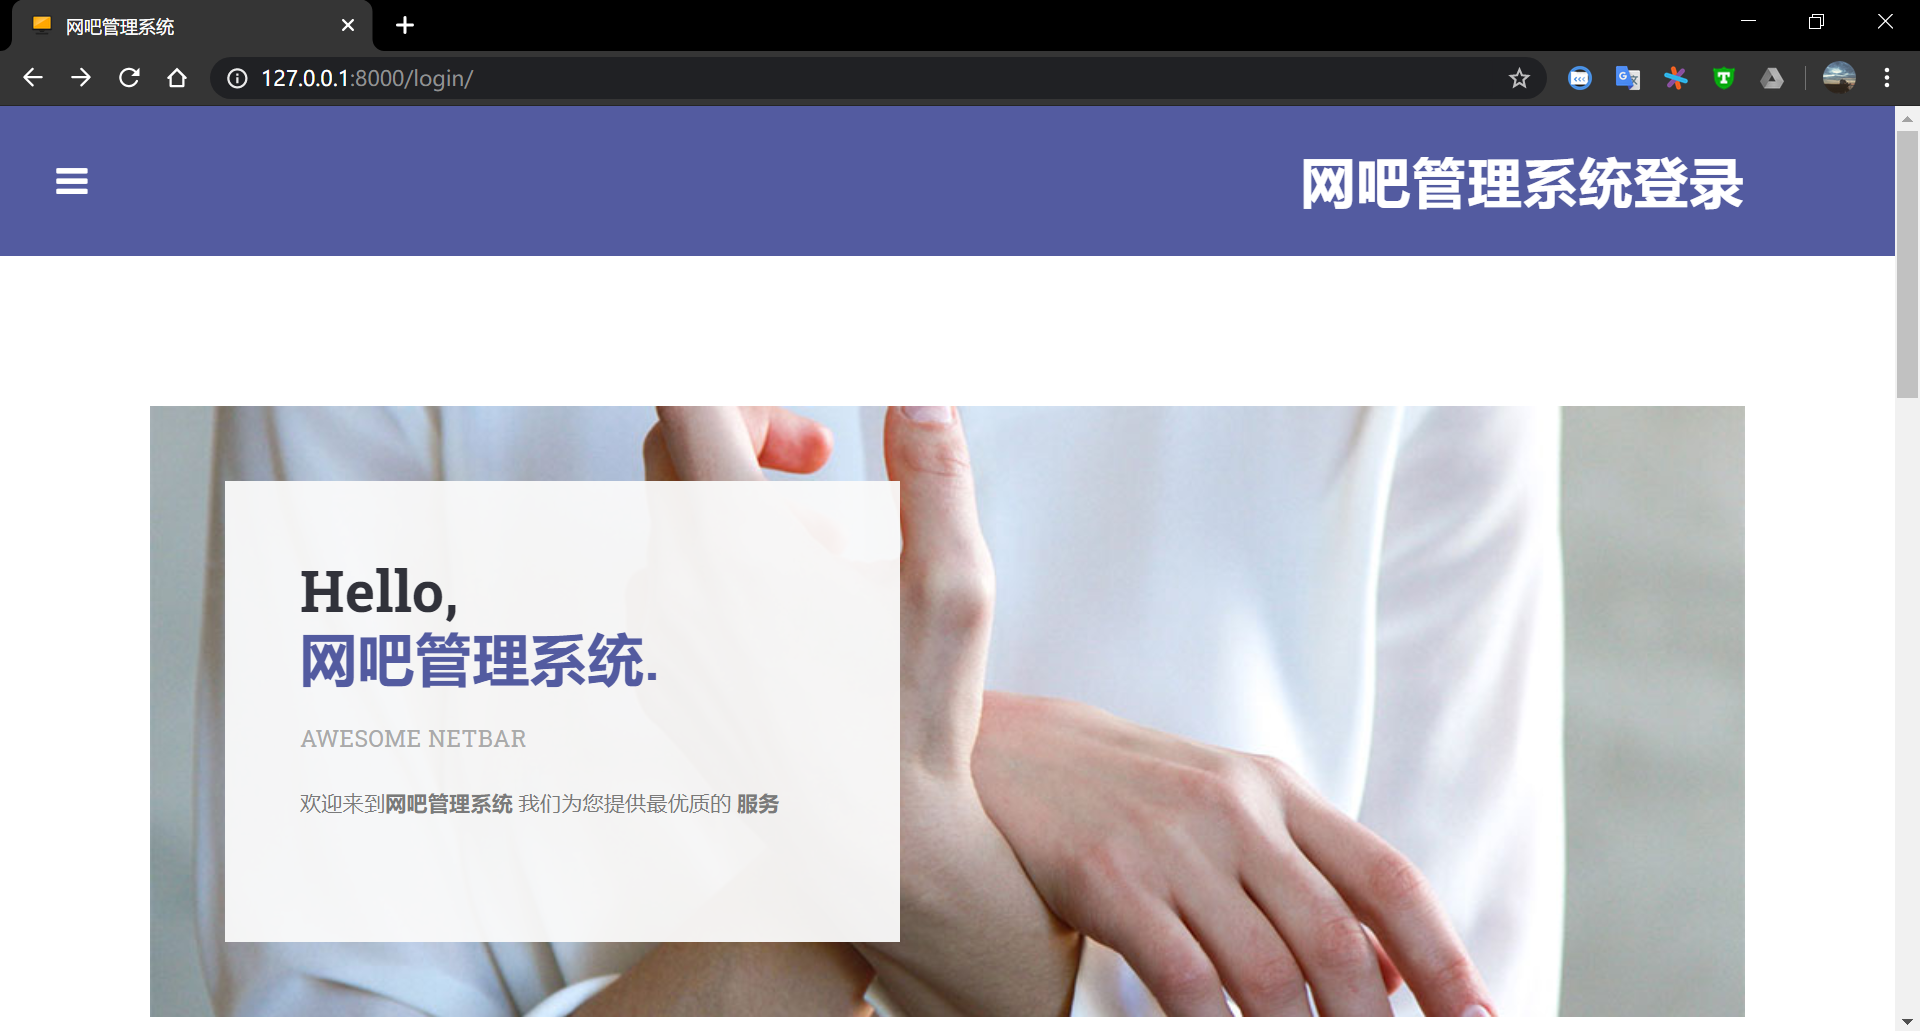 网吧管理系统
127.0.0.1:8000/login/
网吧管理系统登录
Hello,
网吧管理系统.
AWESOME NETBAR
欢迎来到网吧管理系统 我们为您提供最优质的 服务